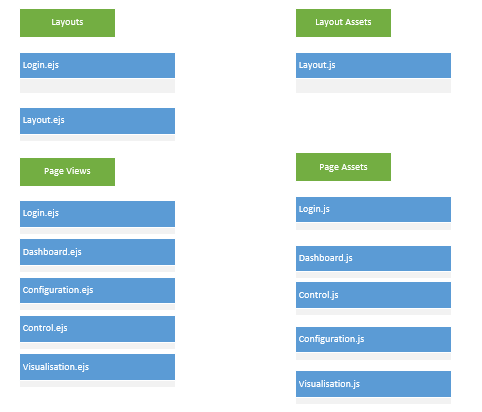 Layouts
Login.ejs
Layout.ejs
Page Views
Login.ejs
Dashboard.ejs
Configuration.ejs
Control.ejs
Visualisation.ejs
Layout Assets
Layout.js
Page Assets
Login.js
Dashboard.js
Control.js
Configuration.js
Visualisation.js